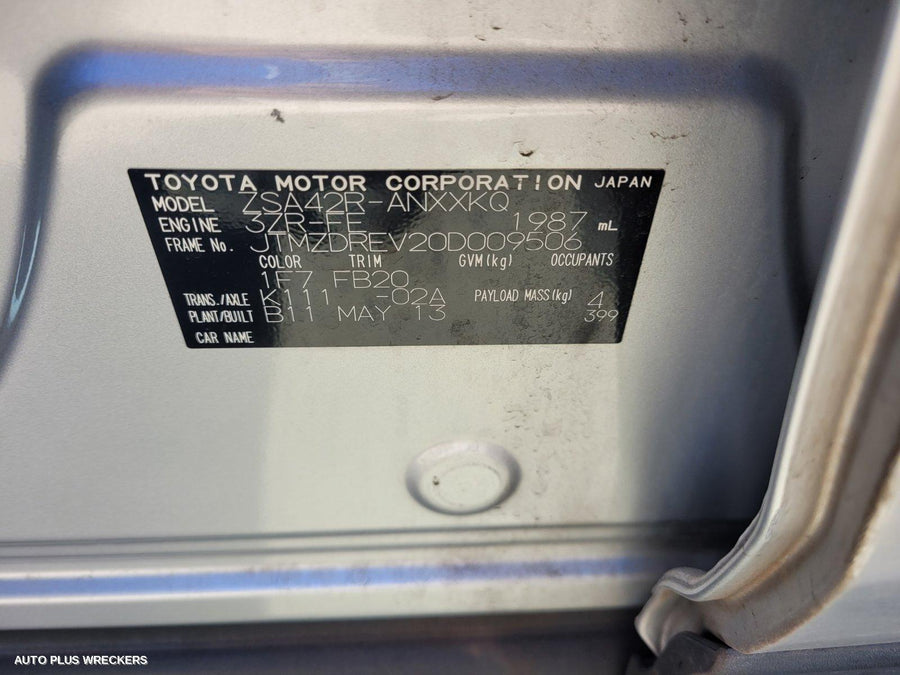 TOYOTA MOTOR CORPORATION JAPAN
MODEL ZSA42R-ANXXKQ
ENGINE 3ZR-FE 1987 mL
FRAME No. JTMZDREV20D009506
COLOR TRIM GVM(kg) OCCUPANTS
1F7 FB20
TRANS./AXLE K111 -02A PAYLOAD MASS(kg) 4
PLANT/BUILT B11 MAY 13 399
CAR NAME
AUTO PLUS WRECKERS